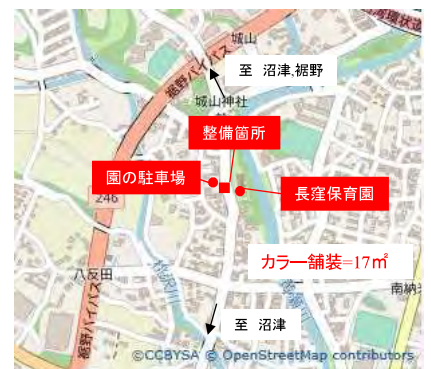 城山
至 沼津,裾野
裾野バイパス
城山神社
整備箇所
園の駐車場
長窪保育園
246
カラー舗装=17㎡
八反田
南納米
裾野バイパス
至 沼津
©CCBYSA © OpenStreetMap contributors